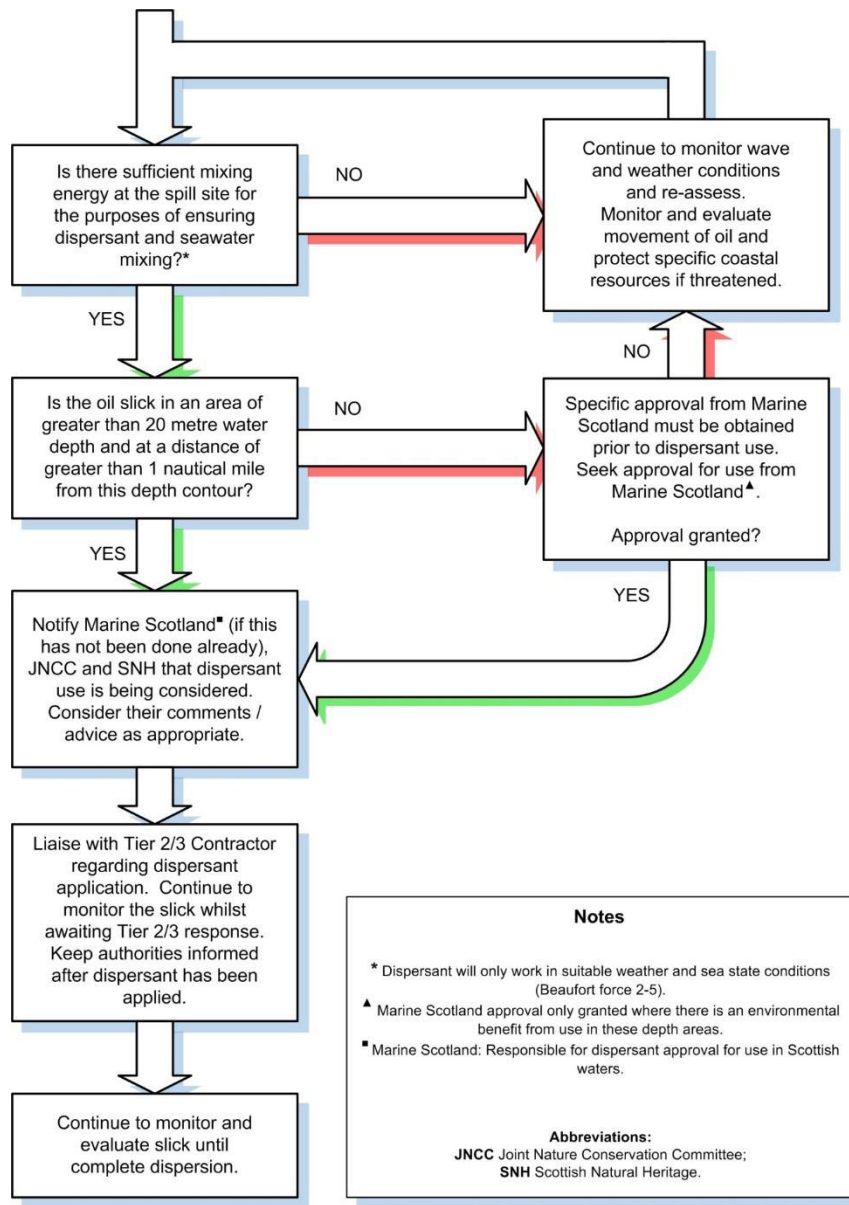 Is there sufficient mixing
energy at the spill site for
the purposes of ensuring
dispersant and seawater
mixing?*
NO
Continue to monitor wave
and weather conditions
and re-assess.
Monitor and evaluate
movement of oil and
protect specific coastal
resources if threatened.
YES
NO
Is the oil slick in an area of
greater than 20 metre water
depth and at a distance of
greater than 1 nautical mile
from this depth contour?
NO
Specific approval from Marine
Scotland must be obtained
prior to dispersant use.
Seek approval for use from
Marine Scotland▲.
Approval granted?
YES
YES
Notify Marine Scotland■ (if this
has not been done already),
JNCC and SNH that dispersant
use is being considered.
Consider their comments /
advice as appropriate.
Liaise with Tier 2/3 Contractor
regarding dispersant
application. Continue to
monitor the slick whilst
awaiting Tier 2/3 response.
Keep authorities informed
after dispersant has been
applied.
Continue to monitor and
evaluate slick until
complete dispersion.
Notes
* Dispersant will only work in suitable weather and sea state conditions
(Beaufort force 2-5).
▲ Marine Scotland approval only granted where there is an environmental
benefit from use in these depth areas.
■ Marine Scotland: Responsible for dispersant approval for use in Scottish
waters.
Abbreviations:
JNCC Joint Nature Conservation Committee;
SNH Scottish Natural Heritage.